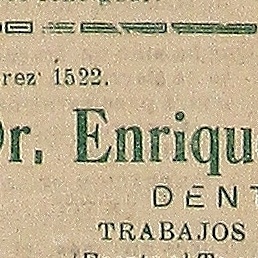 rez 1522.
Dr. Enriqu
DENT
TRABAJOS